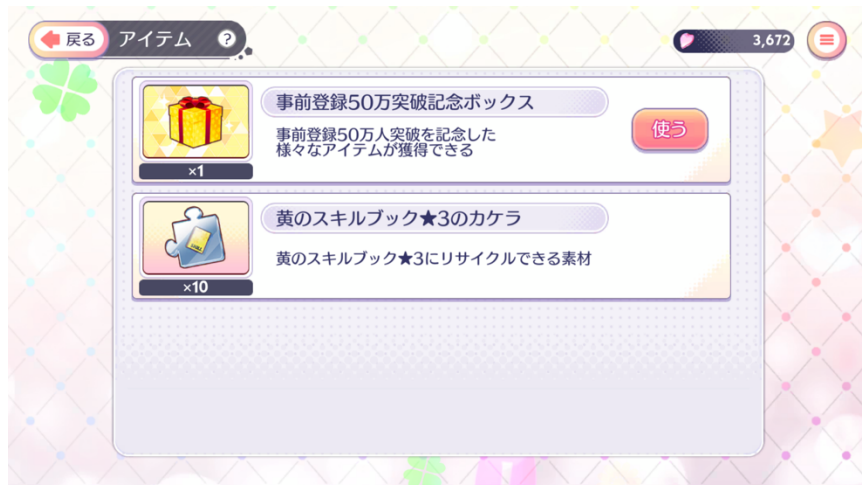 戻る アイテム ? 3,672
事前登録50万突破記念ボックス
事前登録50万人突破を記念した
様々なアイテムが獲得できる
使う
×1
黄のスキルブック★3のカケラ
黄のスキルブック★3にリサイクルできる素材
×10